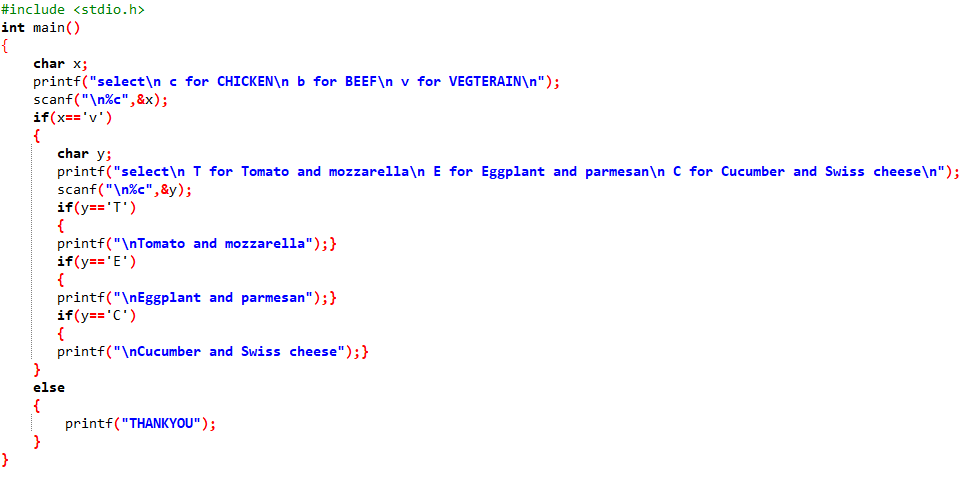 #include <stdio.h>
int main()
{
    char x;
    printf("select\n c for CHICKEN\n b for BEEF\n v for VEGTERAIN\n");
    scanf("\n%c",&x);
    if(x=='v')
    {
       char y;
       printf("select\n T for Tomato and mozzarella\n E for Eggplant and parmesan\n C for Cucumber and Swiss cheese\n");
       scanf("\n%c",&y);
       if(y=='T')
       {
       printf("\nTomato and mozzarella");}
       if(y=='E')
       {
       printf("\nEggplant and parmesan");}
       if(y=='C')
       {
       printf("\nCucumber and Swiss cheese");}
    }
    else
    {
        printf("THANKYOU");
    }
}